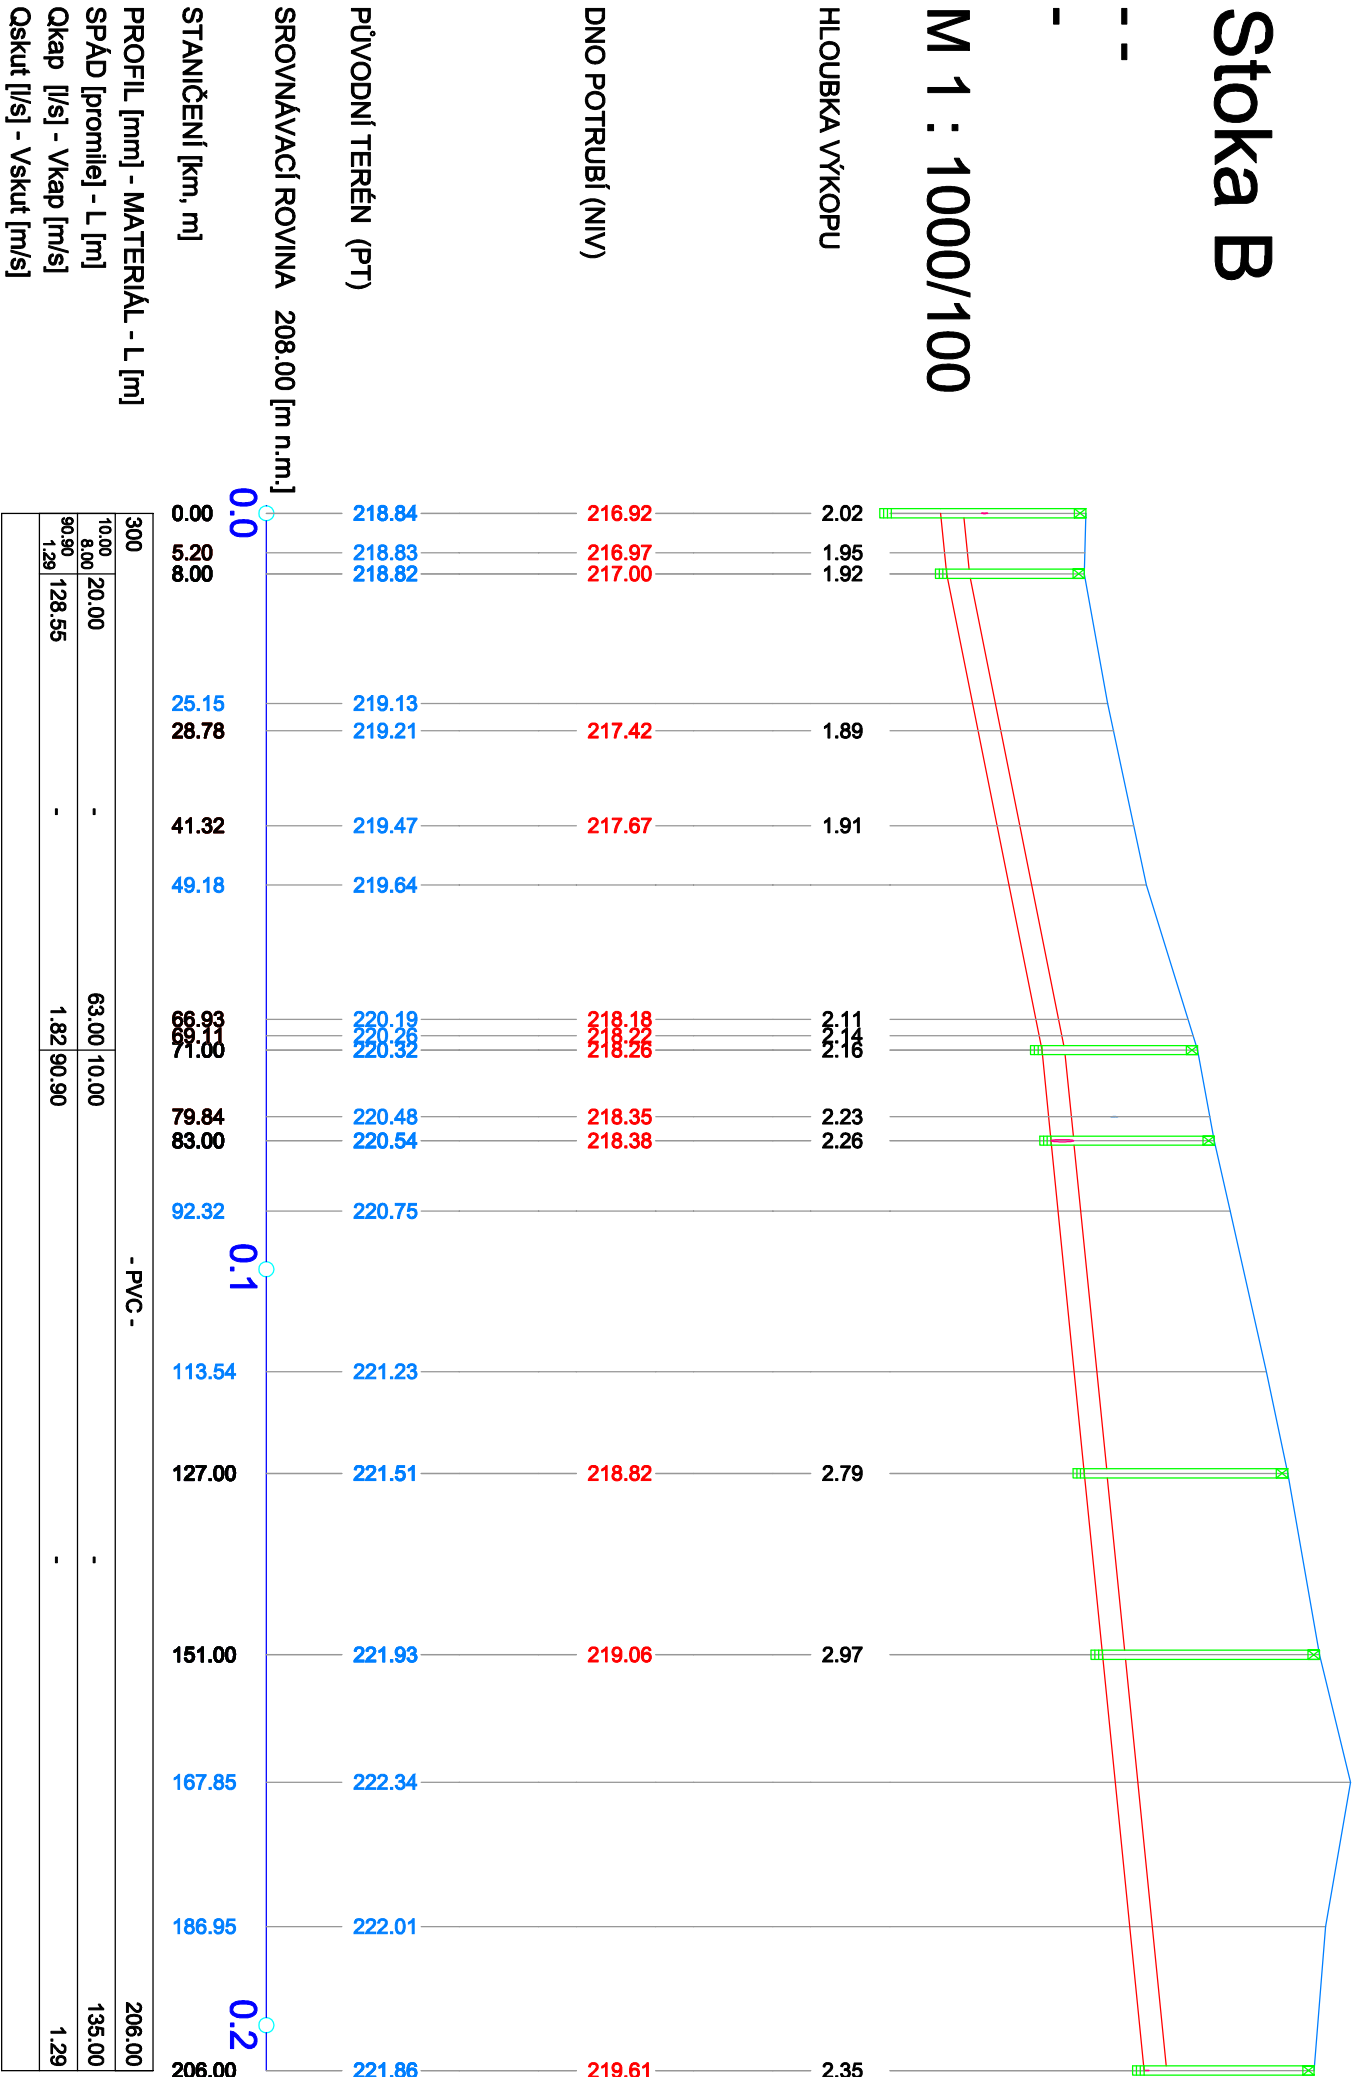 Stoka B
- -
-
M 1 : 1000/100
HLOUBKA VÝKOPU 2.02 1.95 1.92 1.89 1.91 2.11 2.14 2.16 2.23 2.26 2.79 2.97 2.35
DNO POTRUBÍ (NIV) 216.92 216.97 217.00 217.42 217.67 218.18 218.22 218.26 218.35 218.38 218.82 219.06 219.61
PŮVODNÍ TERÉN (PT) 218.84 218.83 218.82 219.13 219.21 219.47 219.64 220.19 220.26 220.32 220.48 220.54 220.75 221.23 221.51 221.93 222.34 222.01 221.86
SROVNÁVACÍ ROVINA 208.00 [m n.m.]
0.0 0.1 0.2
STANIČENÍ [km, m] 0.00 5.20 8.00 25.15 28.78 41.32 49.18 66.93 69.11 71.00 79.84 83.00 92.32 113.54 127.00 151.00 167.85 186.95 206.00
PROFIL [mm] - MATERIÁL - L [m] 300 - PVC - 206.00
SPÁD [promile] - L [m] 10.00 8.00 20.00 - 63.00 10.00 - 135.00
Qkap [l/s] - Vkap [m/s] 90.90 1.29 128.55 - 1.82 90.90 - 1.29
Qskut [l/s] - Vskut [m/s]